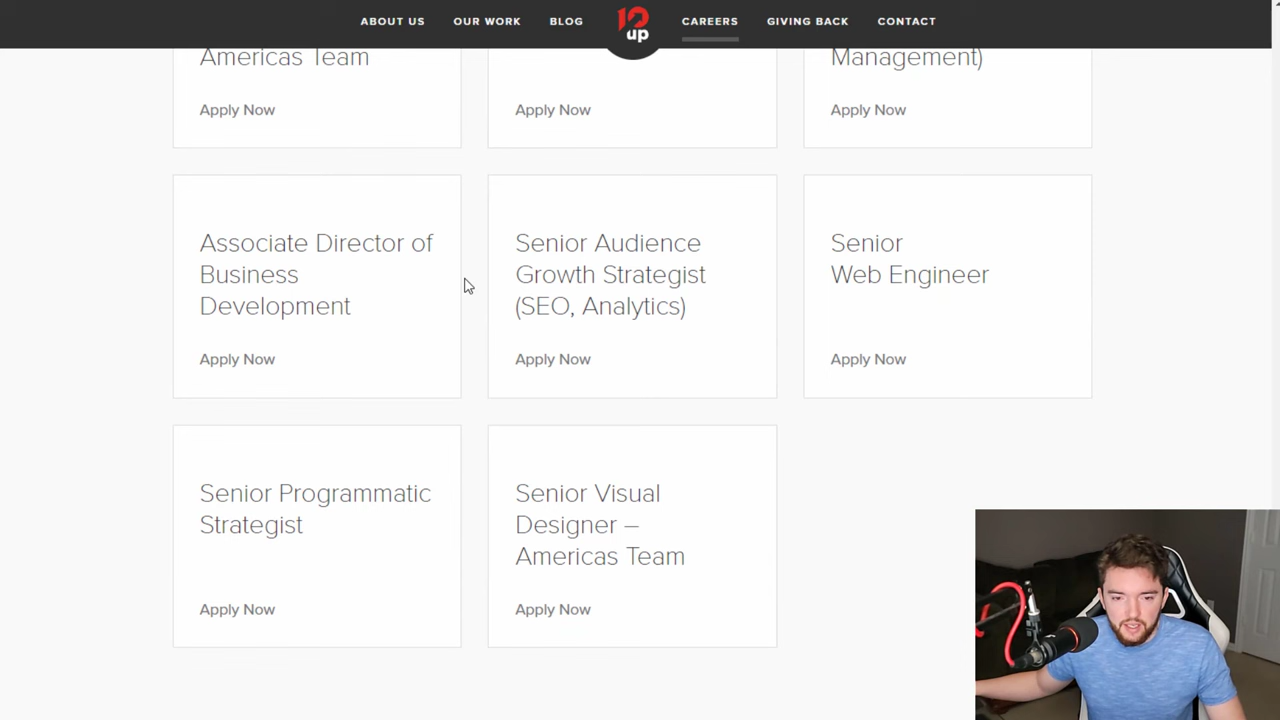 ABOUT US OUR WORK BLOG 10up CAREERS GIVING BACK CONTACT
Americas Team
Management)
Apply Now Apply Now Apply Now
Associate Director of
Business
Development
Apply Now
Senior Audience
Growth Strategist
(SEO, Analytics)
Apply Now
Senior
Web Engineer
Apply Now
Senior Programmatic
Strategist
Apply Now
Senior Visual
Designer –
Americas Team
Apply Now